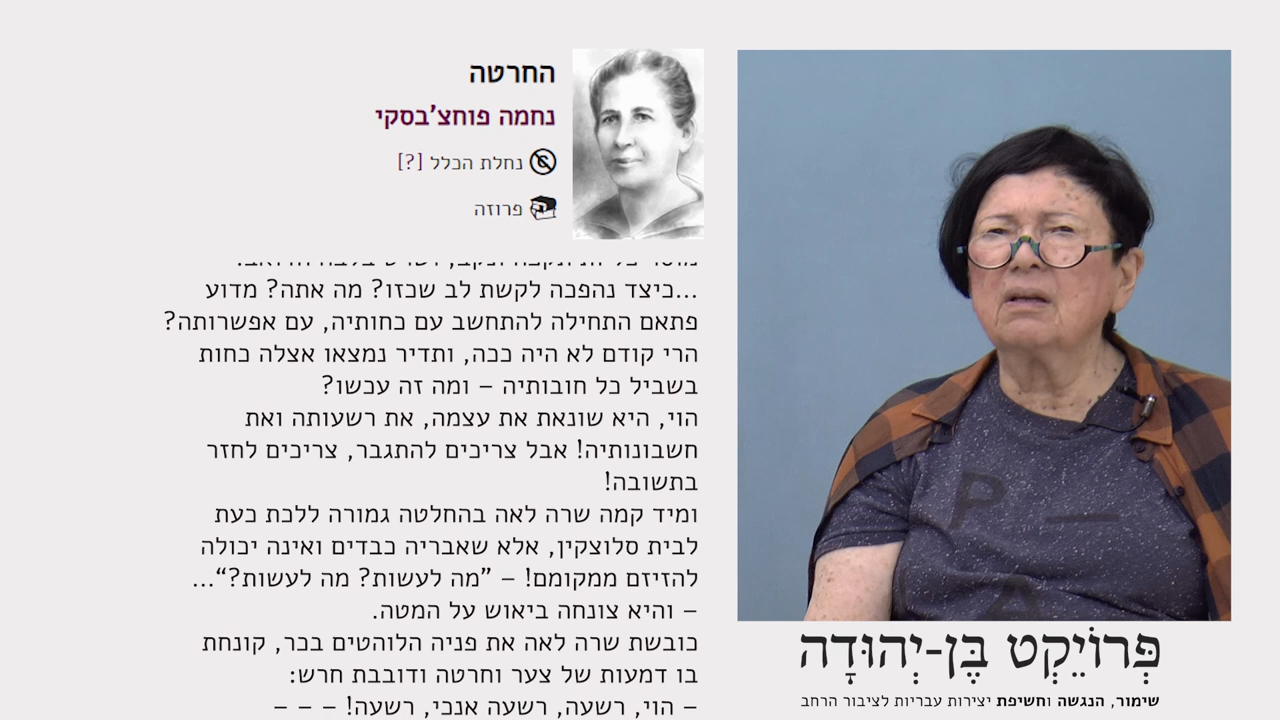 החרטה
נחמה פוחצ'בסקי
נחלת הכלל [?]
פרוזה
...כיצד נהפכה לקשת לב שכזו? מה אתה? מדוע
פתאם התחילה להתחשב עם כחותיה, עם אפשרותה?
הרי קודם לא היה ככה, ותדיר נמצאו אצלה כחות
בשביל כל חובותיה – ומה זה עכשו?
הוי, היא שונאת את עצמה, את רשעותה ואת
חשבונותיה! אבל צריכים להתגבר, צריכים לחזר
בתשובה!
ומיד קמה שרה לאה בהחלטה גמורה ללכת כעת
לבית סלוצקין, אלא שאבריה כבדים ואינה יכולה
להזיזם ממקומם! – ”מה לעשות? מה לעשות?“...
– והיא צונחה ביאוש על המטה.
כובשת שרה לאה את פניה הלוהטים בכר, קונחת
בו דמעות של צער וחרטה ודובבת חרש:
– הוי, רשעה, רשעה אנכי, רשעה! – – –
פְּרוֹיֵקְט בֶּן-יְהוּדָה
שימור, הנגשה וחשיפת יצירות עבריות לציבור הרחב